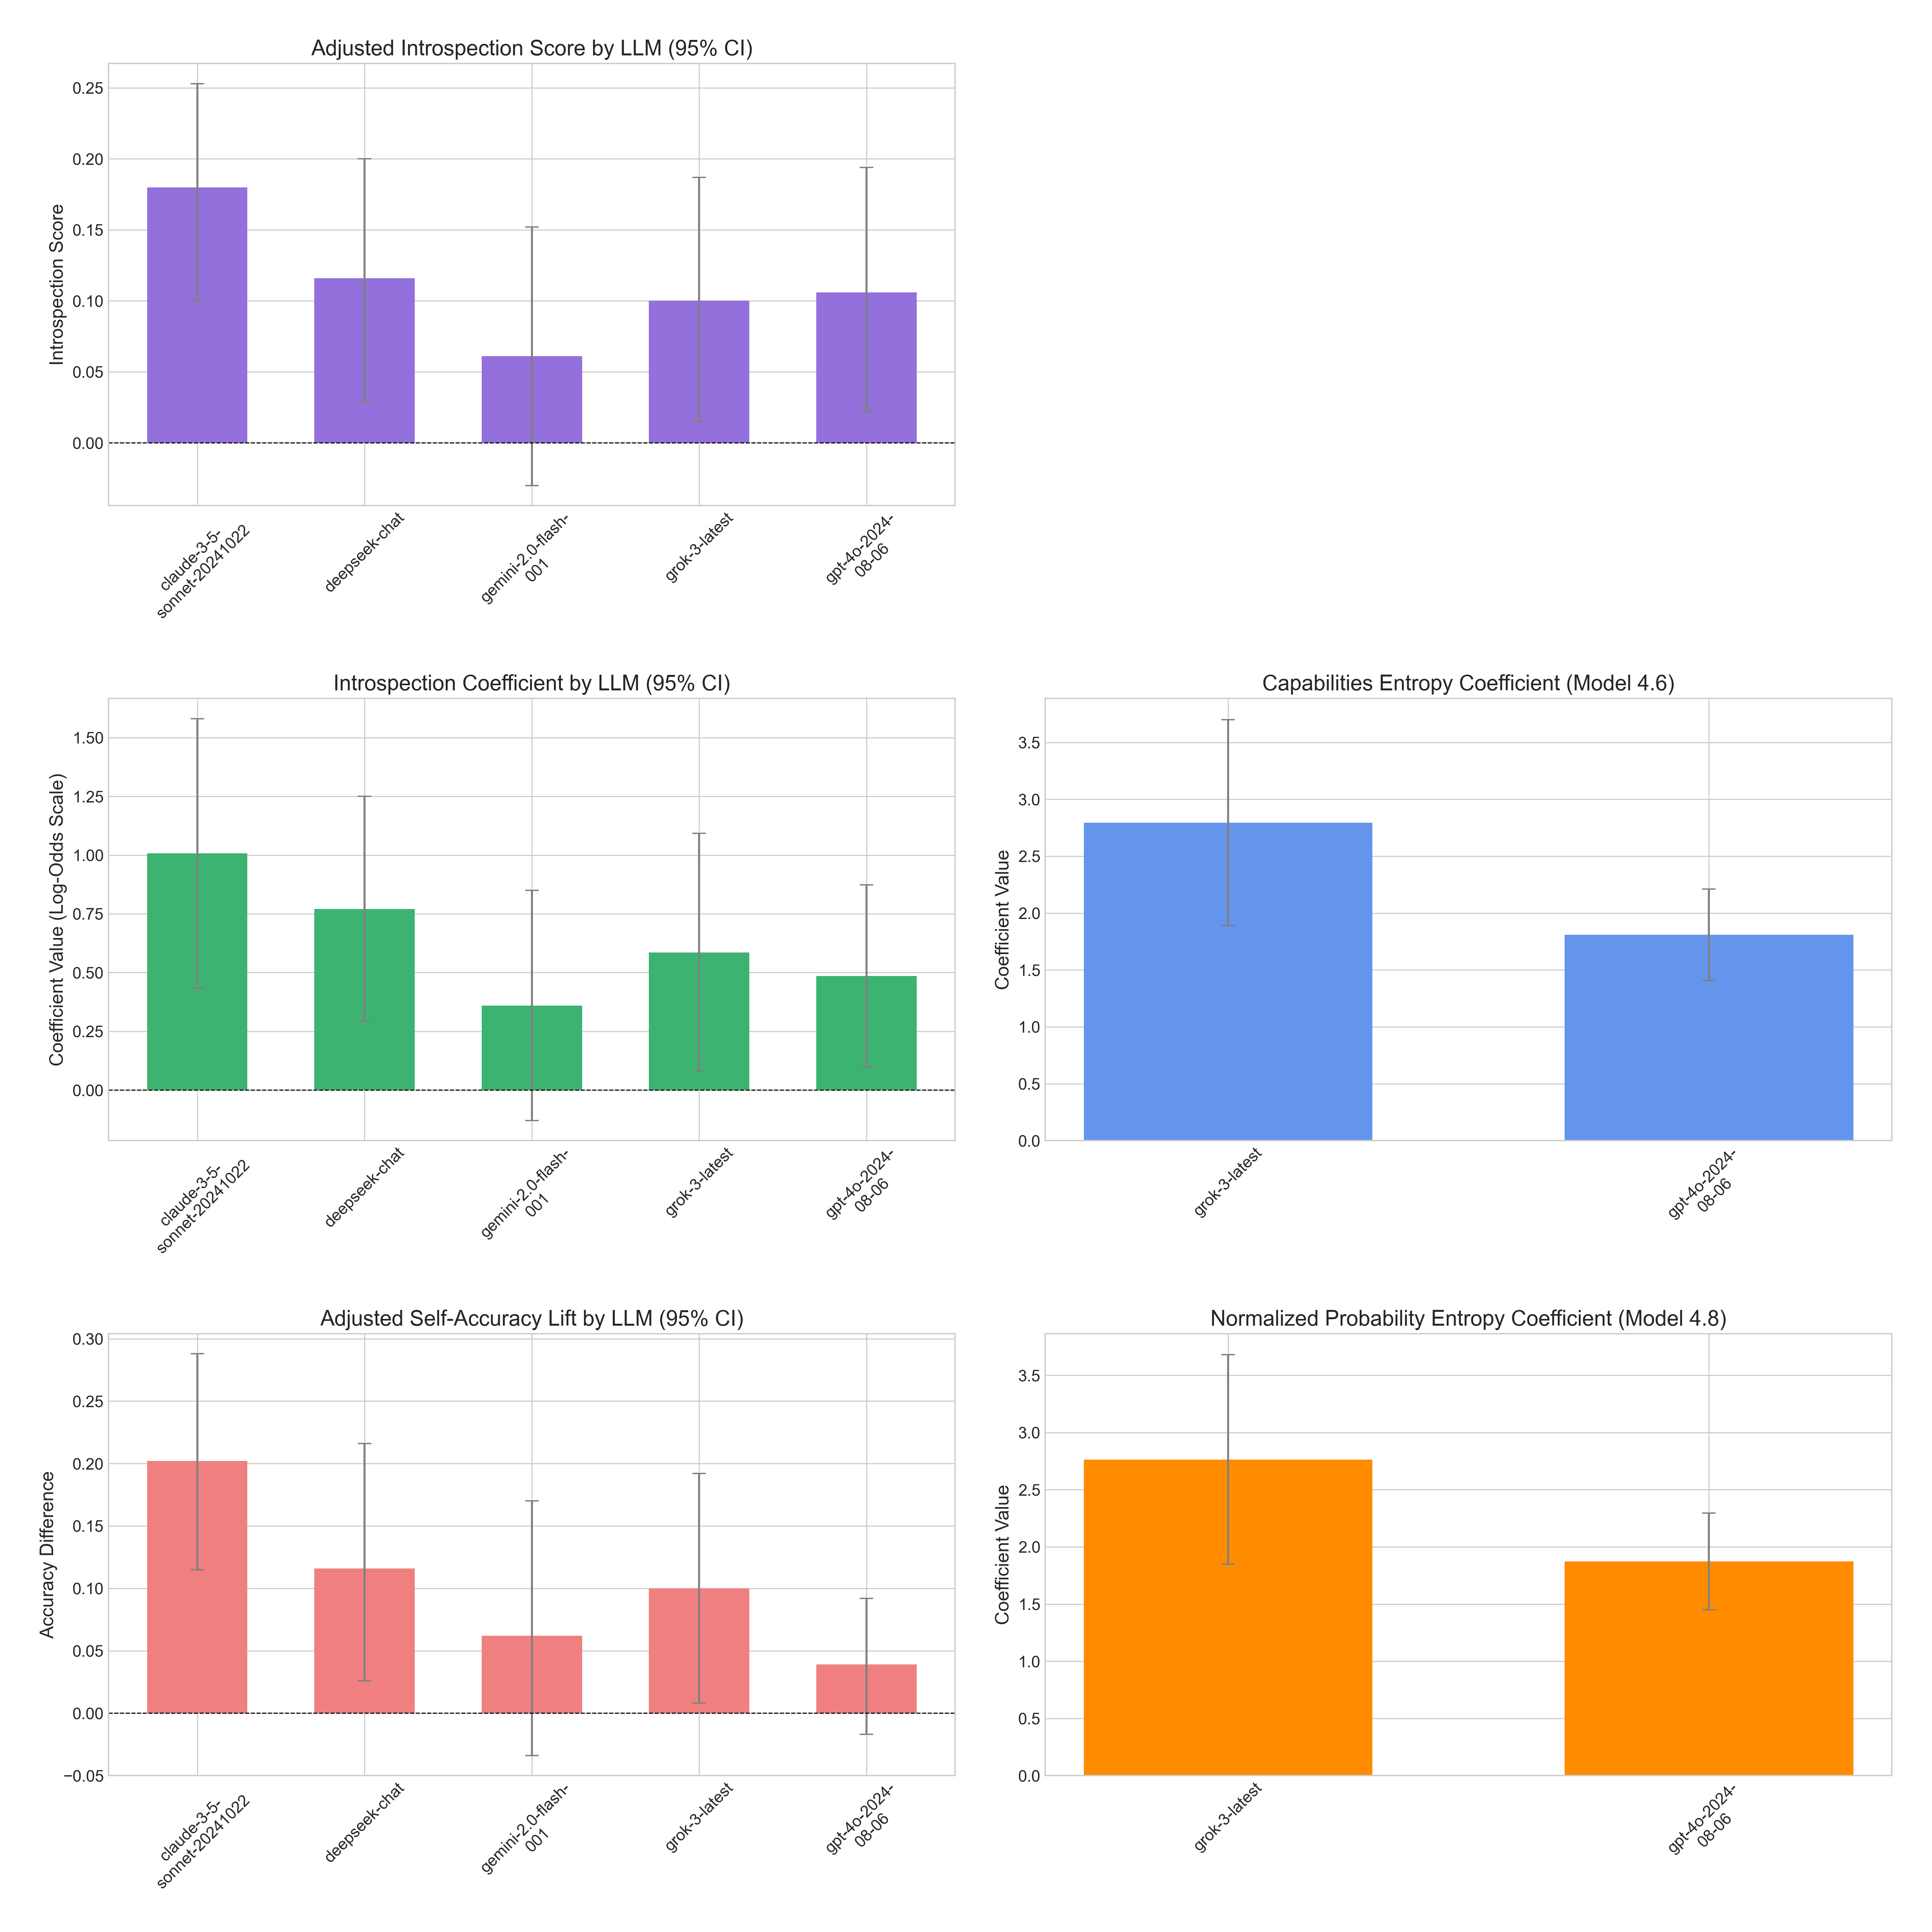 Adjusted Introspection Score by LLM (95% CI)
Introspection Score
0.25
0.20
0.15
0.10
0.05
0.00
claude-3-5-
sonnet-20241022
deepseek-chat
gemini-2.0-flash-
001
grok-3-latest
gpt-4o-2024-
08-06
Introspection Coefficient by LLM (95% CI)
Coefficient Value (Log-Odds Scale)
1.50
1.25
1.00
0.75
0.50
0.25
0.00
claude-3-5-
sonnet-20241022
deepseek-chat
gemini-2.0-flash-
001
grok-3-latest
gpt-4o-2024-
08-06
Capabilities Entropy Coefficient (Model 4.6)
Coefficient Value
3.5
3.0
2.5
2.0
1.5
1.0
0.5
0.0
grok-3-latest
gpt-4o-2024-
08-06
Adjusted Self-Accuracy Lift by LLM (95% CI)
Accuracy Difference
0.30
0.25
0.20
0.15
0.10
0.05
0.00
−0.05
claude-3-5-
sonnet-20241022
deepseek-chat
gemini-2.0-flash-
001
grok-3-latest
gpt-4o-2024-
08-06
Normalized Probability Entropy Coefficient (Model 4.8)
Coefficient Value
3.5
3.0
2.5
2.0
1.5
1.0
0.5
0.0
grok-3-latest
gpt-4o-2024-
08-06